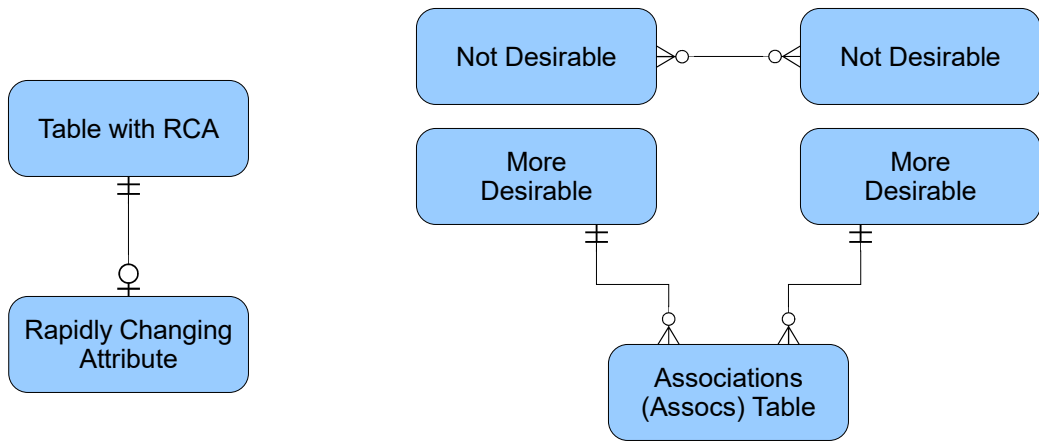 Not Desirable
Not Desirable
Table with RCA
More
Desirable
More
Desirable
Rapidly Changing
Attribute
Associations
(Assocs) Table